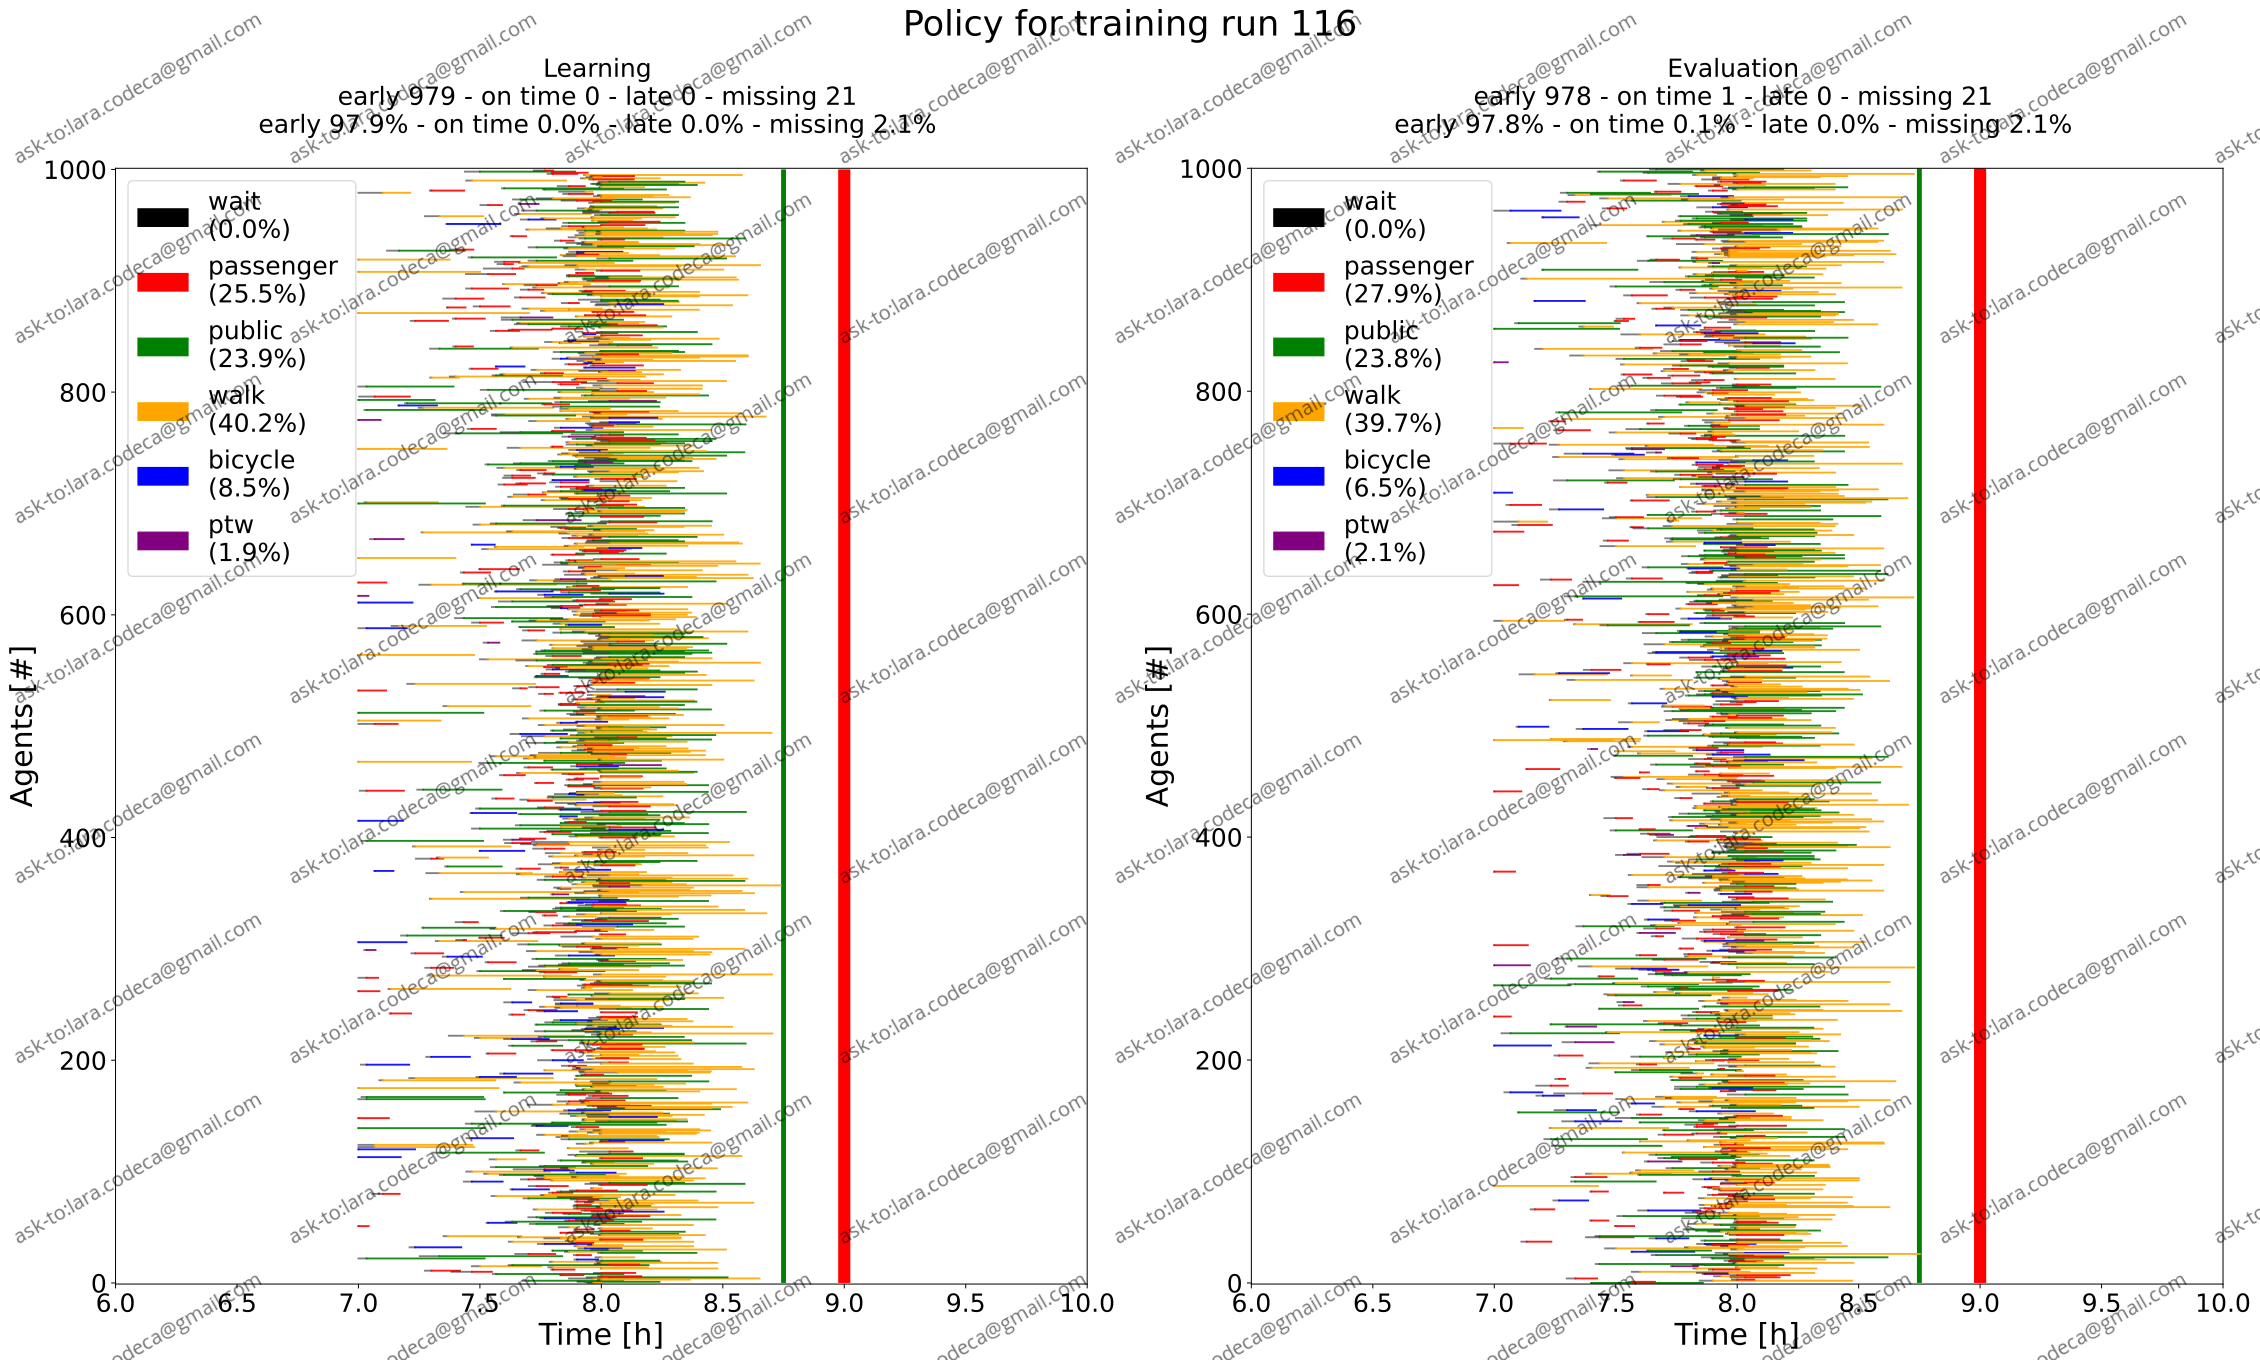 Policy for training run 116
Learning
early 979 - on time 0 - late 0 - missing 21
early 97.9% - on time 0.0% - late 0.0% - missing 2.1%
1000
800
600
400
200
0
Agents [#]
wait
(0.0%)
passenger
(25.5%)
public
(23.9%)
walk
(40.2%)
bicycle
(8.5%)
ptw
(1.9%)
6.0 6.5 7.0 7.5 8.0 8.5 9.0 9.5 10.0
Time [h]
Evaluation
early 978 - on time 1 - late 0 - missing 21
early 97.8% - on time 0.1% - late 0.0% - missing 2.1%
1000
800
600
400
200
0
Agents [#]
wait
(0.0%)
passenger
(27.9%)
public
(23.8%)
walk
(39.7%)
bicycle
(6.5%)
ptw
(2.1%)
6.0 6.5 7.0 7.5 8.0 8.5 9.0 9.5 10.0
Time [h]
ask-to:lara.codeca@gmail.com